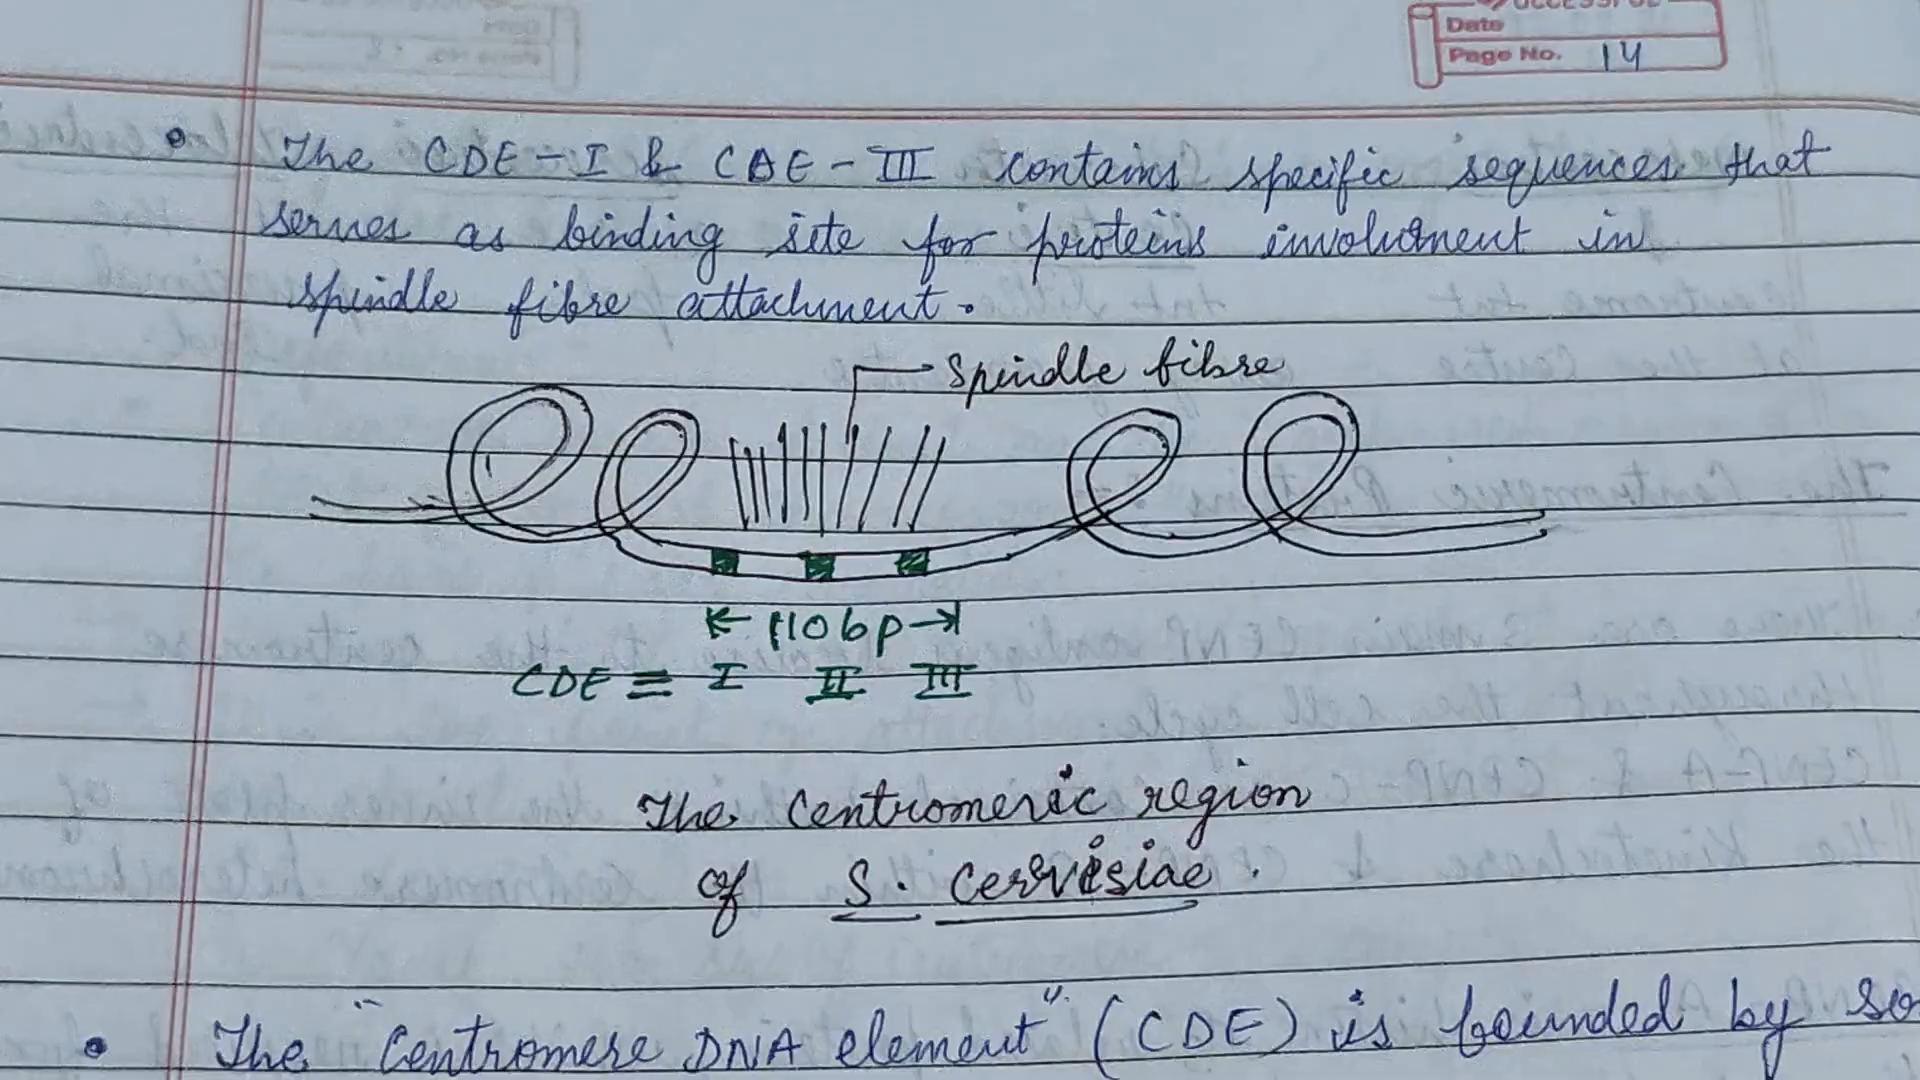 Date
Page No. 14
• The CDE-I & CDE-III contains specific sequences that
serves as binding site for proteins involvement in
spindle fibre attachment.
Spindle fibre
110bp
CDE = I II III
The Centromeric region
of S. Cerevisiae.
• The "Centromere DNA element" (CDE) is bounded by